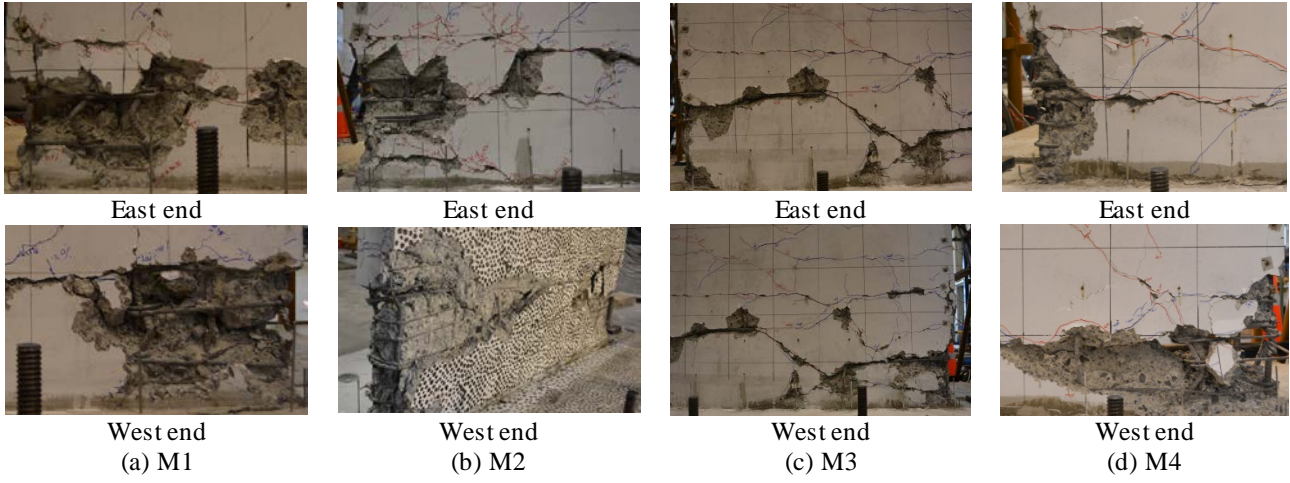 East end East end East end East end
West end West end West end West end
(a) M1 (b) M2 (c) M3 (d) M4